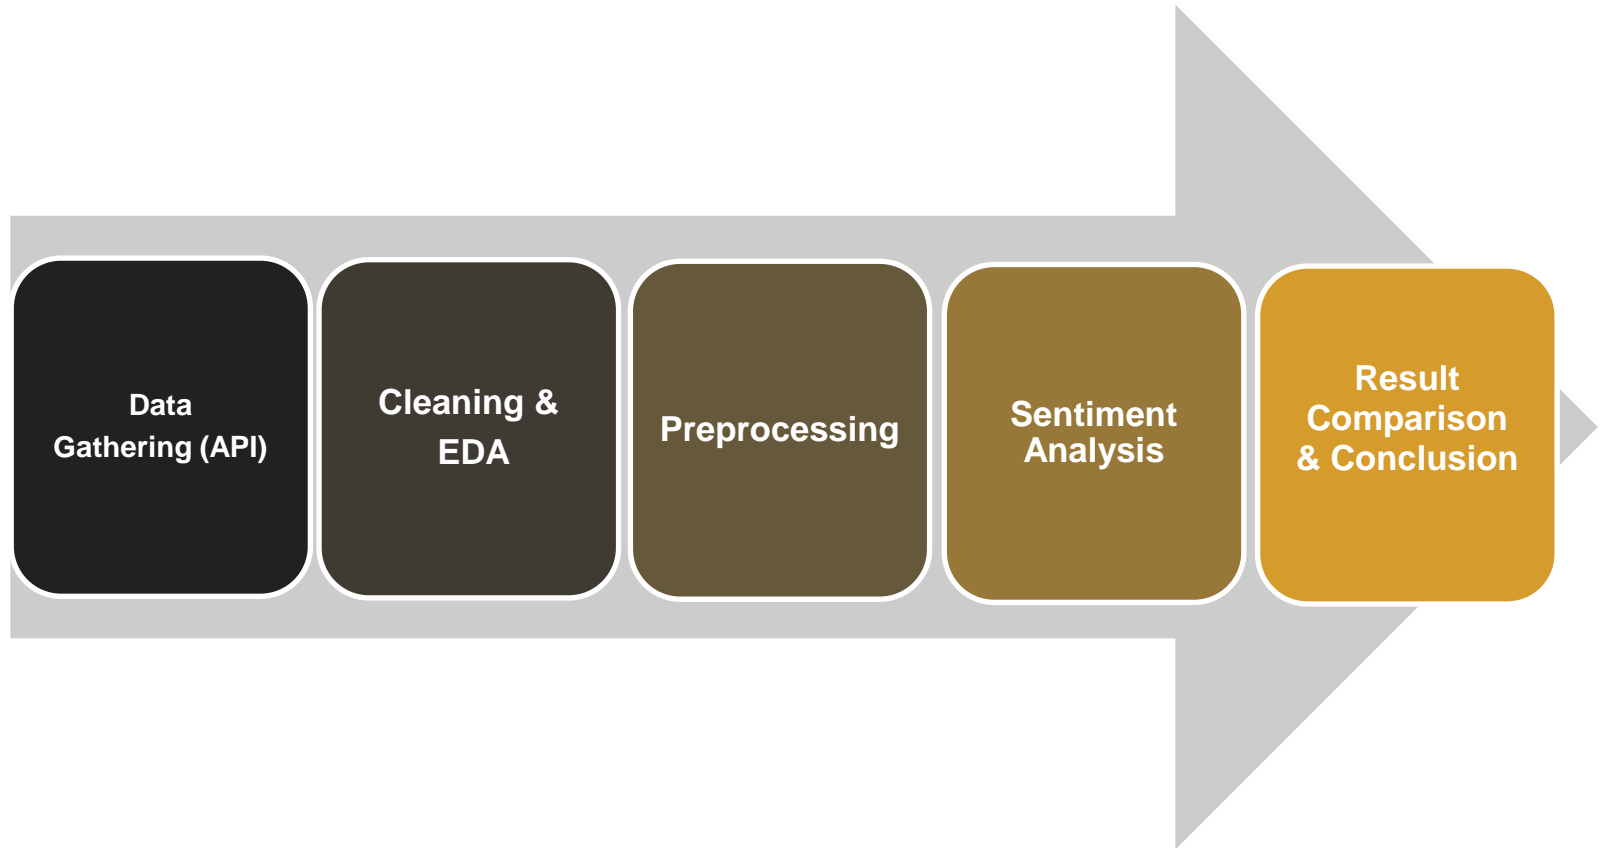 Data
Gathering (API)
Cleaning &
EDA
Preprocessing
Sentiment
Analysis
Result
Comparison
& Conclusion